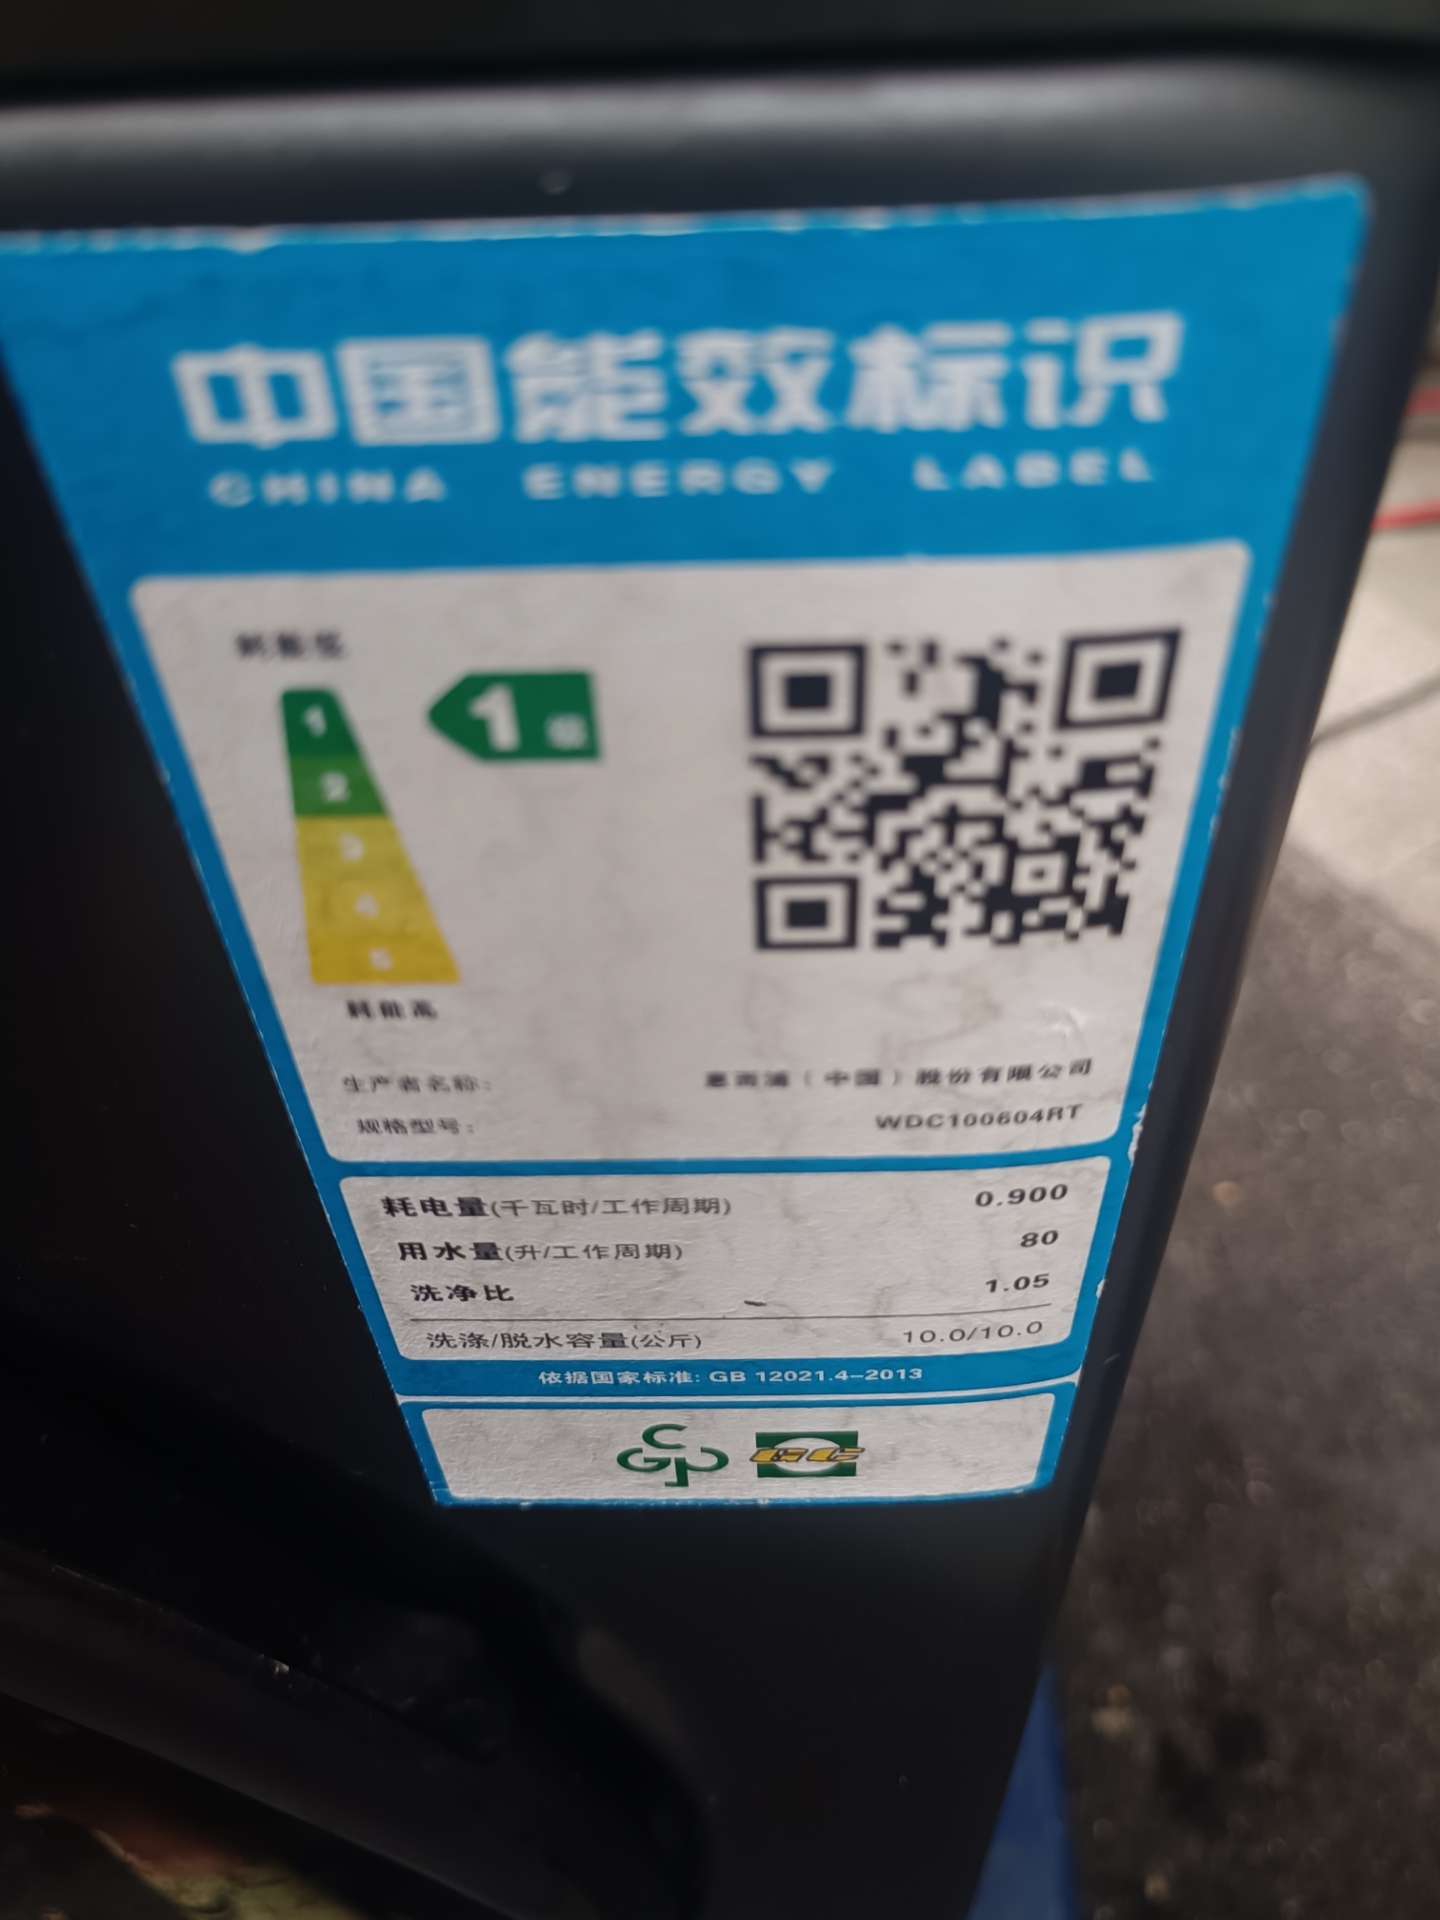 中国能效标识
CHINA ENERGY LABEL
耗能低
1
2
3
4
5
1级
耗能高
生产者名称:
惠而浦（中国）股份有限公司
规格型号:
WDC100604RT
耗电量(千瓦时/工作周期) 0.900
用水量(升/工作周期) 80
洗净比 1.05
洗涤/脱水容量(公斤) 10.0/10.0
依据国家标准: GB 12021.4-2013
GC